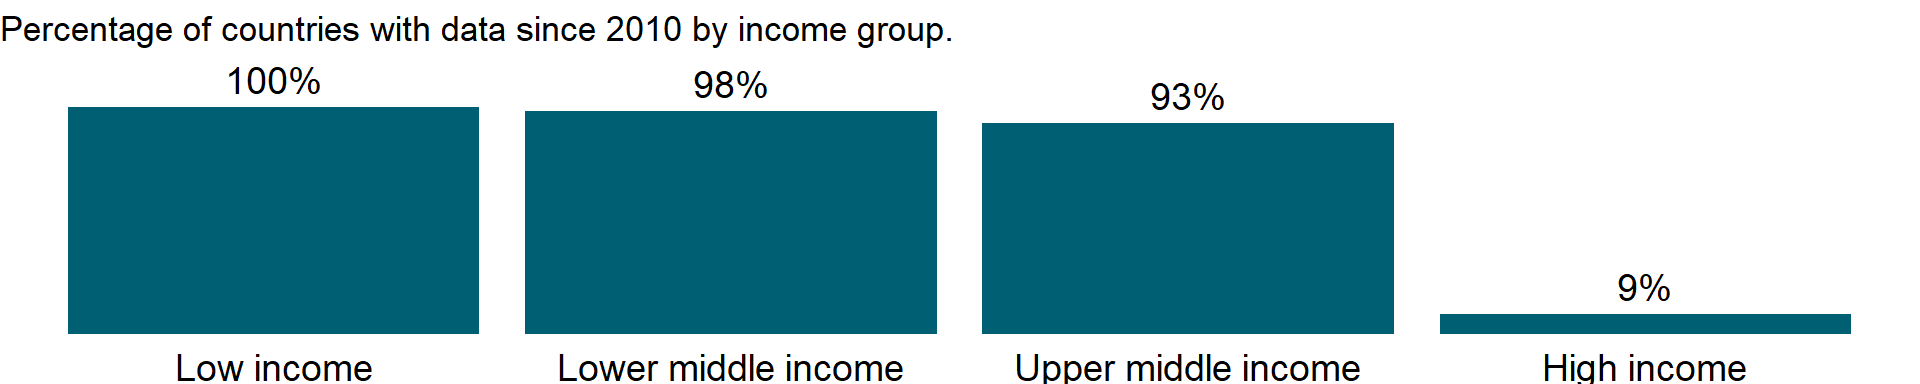 Percentage of countries with data since 2010 by income group.
100%
98%
93%
9%
Low income
Lower middle income
Upper middle income
High income